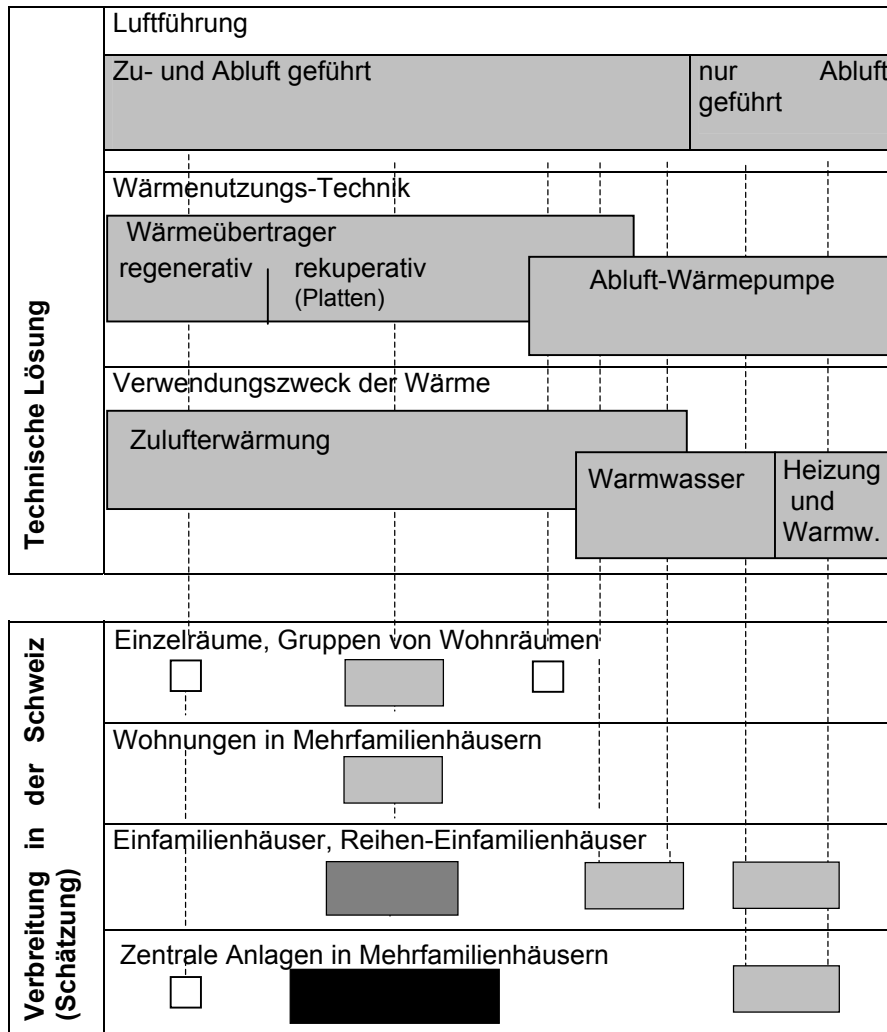 Technische Lösung
Luftführung
Zu- und Abluft geführt
nur Abluft
geführt
Wärmenutzungs-Technik
Wärmeübertrager
regenerativ
rekuperativ
(Platten)
Abluft-Wärmepumpe
Verwendungszweck der Wärme
Zulufterwärmung
Warmwasser
Heizung
und
Warmw.
Verbreitung in der Schweiz
(Schätzung)
Einzelräume, Gruppen von Wohnräumen
Wohnungen in Mehrfamilienhäusern
Einfamilienhäuser, Reihen-Einfamilienhäuser
Zentrale Anlagen in Mehrfamilienhäusern